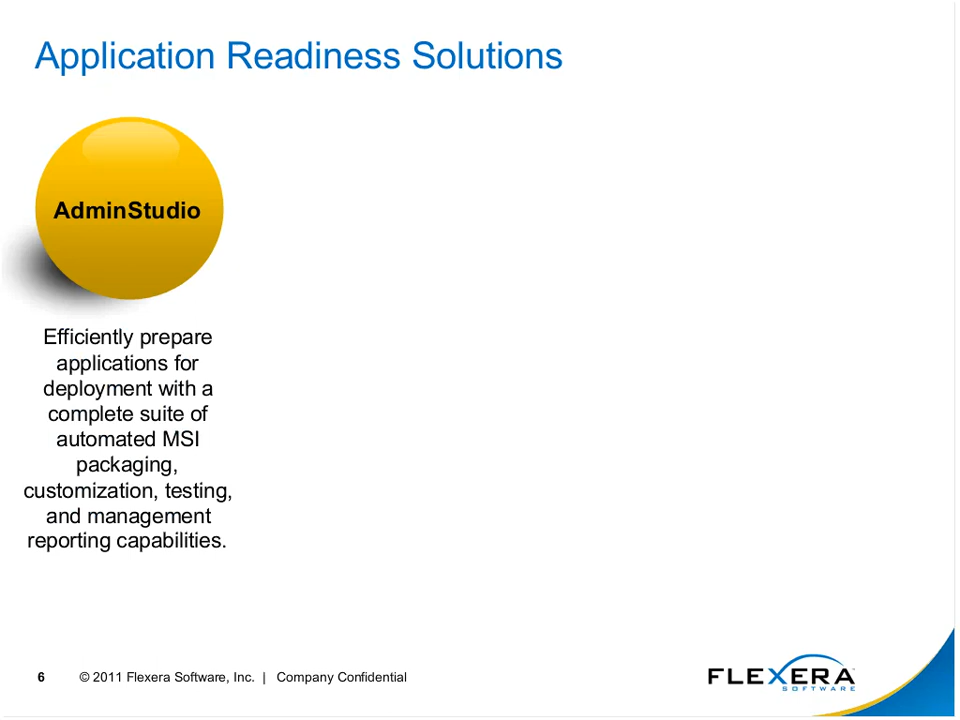 Application Readiness Solutions
AdminStudio
Efficiently prepare
applications for
deployment with a
complete suite of
automated MSI
packaging,
customization, testing,
and management
reporting capabilities.
6 © 2011 Flexera Software, Inc. | Company Confidential
FLEXERA
SOFTWARE